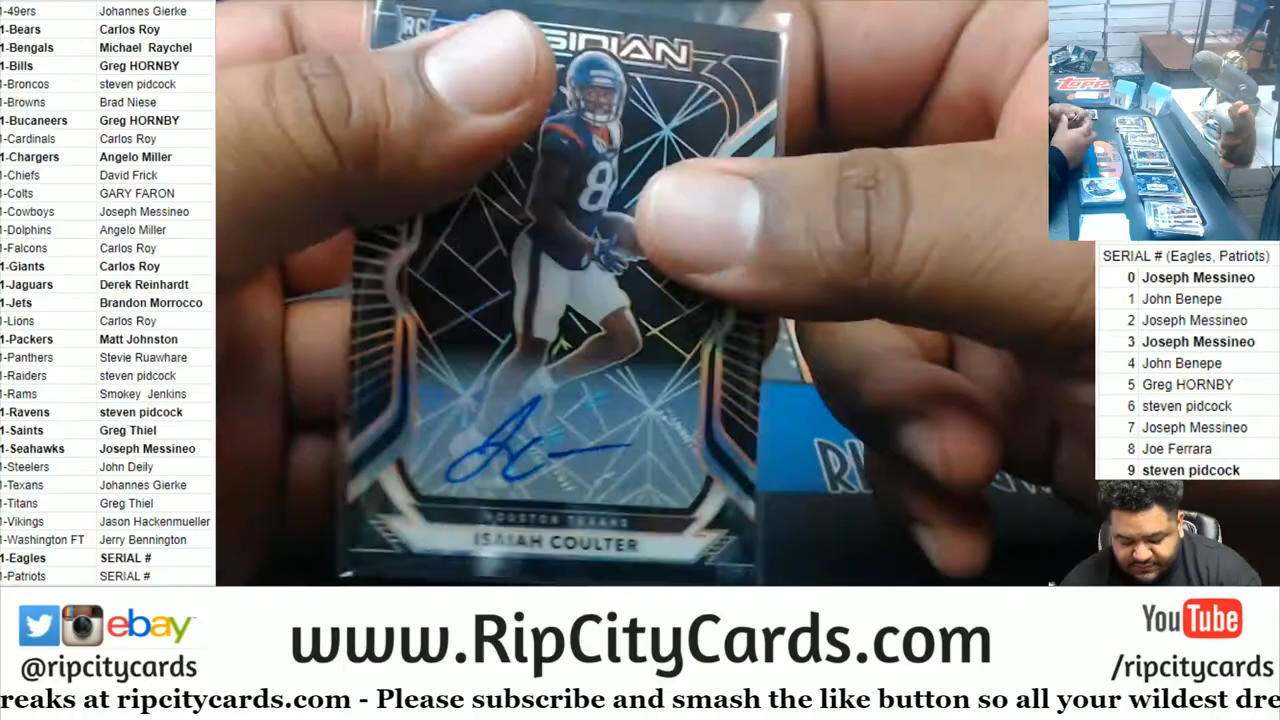 1-49ers Johannes Gierke
1-Bears Carlos Roy
1-Bengals Michael Raychel
1-Bills Greg HORNBY
1-Broncos steven pidcock
1-Browns Brad Niese
1-Bucaneers Greg HORNBY
1-Cardinals Carlos Roy
1-Chargers Angelo Miller
1-Chiefs David Frick
1-Colts GARY FARON
1-Cowboys Joseph Messineo
1-Dolphins Angelo Miller
1-Falcons Carlos Roy
1-Giants Carlos Roy
1-Jaguars Derek Reinhardt
1-Jets Brandon Morrocco
1-Lions Carlos Roy
1-Packers Matt Johnston
1-Panthers Stevie Ruawhare
1-Raiders steven pidcock
1-Rams Smokey Jenkins
1-Ravens steven pidcock
1-Saints Greg Thiel
1-Seahawks Joseph Messineo
1-Steelers John Deily
1-Texans Johannes Gierke
1-Titans Greg Thiel
1-Vikings Jason Hackenmueller
1-Washington FT Jerry Bennington
1-Eagles SERIAL #
1-Patriots SERIAL #
RC
SIDIAN
8
HOUSTON TEXANS
ISAIAH COULTER
RI
Topps
SERIAL # (Eagles, Patriots)
0 Joseph Messineo
1 John Benepe
2 Joseph Messineo
3 Joseph Messineo
4 John Benepe
5 Greg HORNBY
6 steven pidcock
7 Joseph Messineo
8 Joe Ferrara
9 steven pidcock
ebay
@ripcitycards
www.RipCityCards.com
YouTube
/ripcitycards
reaks at ripcitycards.com - Please subscribe and smash the like button so all your wildest dre